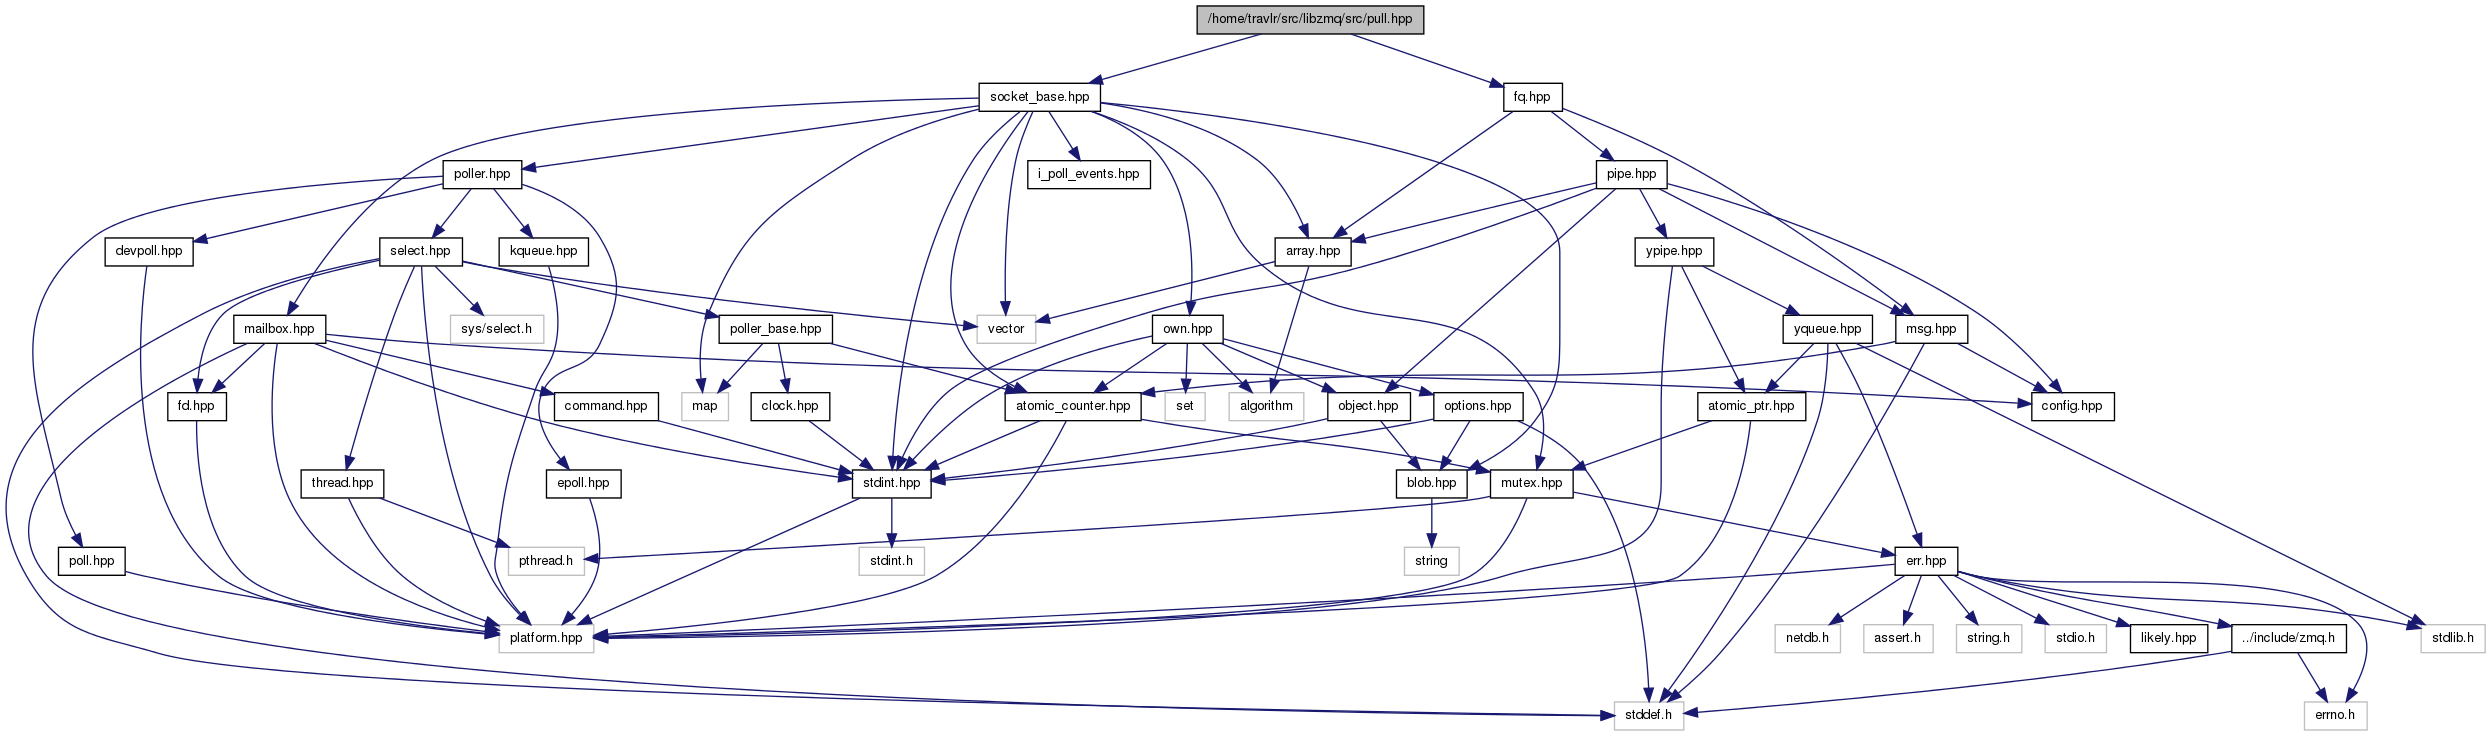 /home/travlr/src/libzmq/src/pull.hpp
socket_base.hpp
fq.hpp
poller.hpp
i_poll_events.hpp
pipe.hpp
devpoll.hpp
select.hpp
kqueue.hpp
array.hpp
ypipe.hpp
mailbox.hpp
sys/select.h
poller_base.hpp
vector
own.hpp
yqueue.hpp
msg.hpp
fd.hpp
command.hpp
map
clock.hpp
atomic_counter.hpp
set
algorithm
object.hpp
options.hpp
atomic_ptr.hpp
config.hpp
thread.hpp
epoll.hpp
stdint.hpp
blob.hpp
mutex.hpp
poll.hpp
pthread.h
stdint.h
string
err.hpp
platform.hpp
netdb.h
assert.h
string.h
stdio.h
likely.hpp
../include/zmq.h
stdlib.h
stddef.h
errno.h